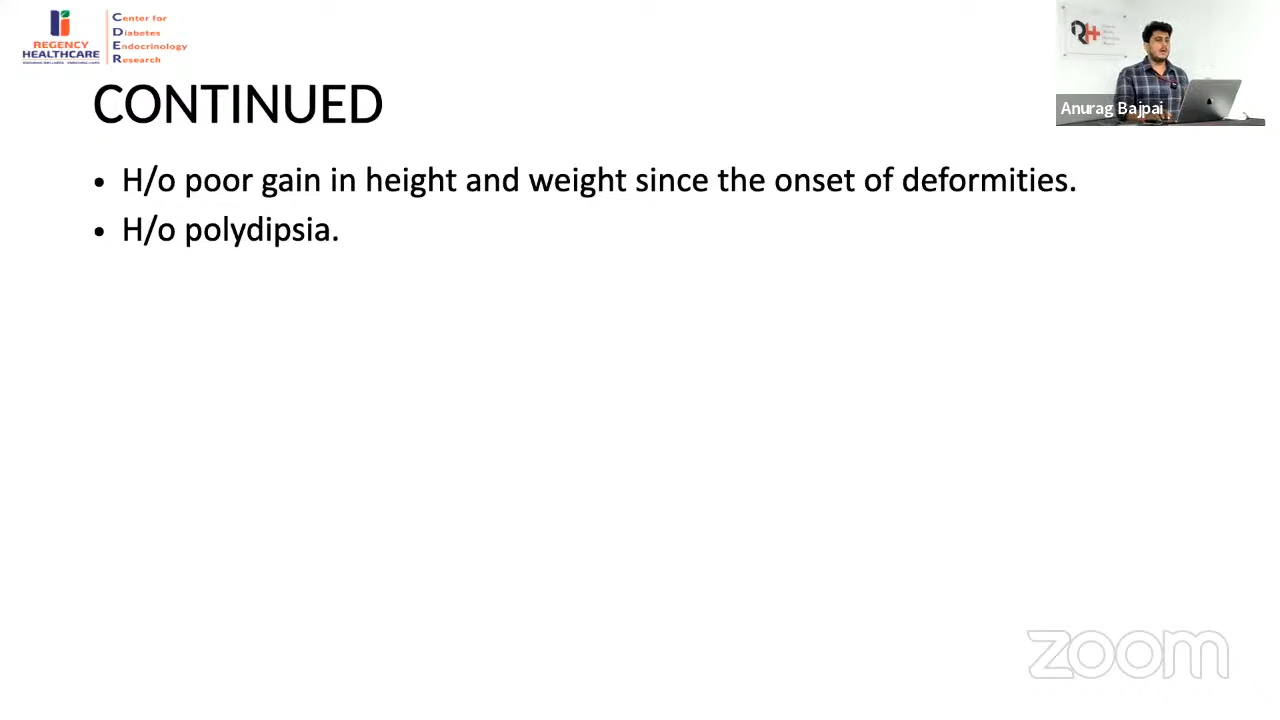 REGENCY
HEALTHCARE
Center for
Diabetes
Endocrinology
Research
CONTINUED
• H/o poor gain in height and weight since the onset of deformities.
• H/o polydipsia.
Anurag Bajpai
zoom